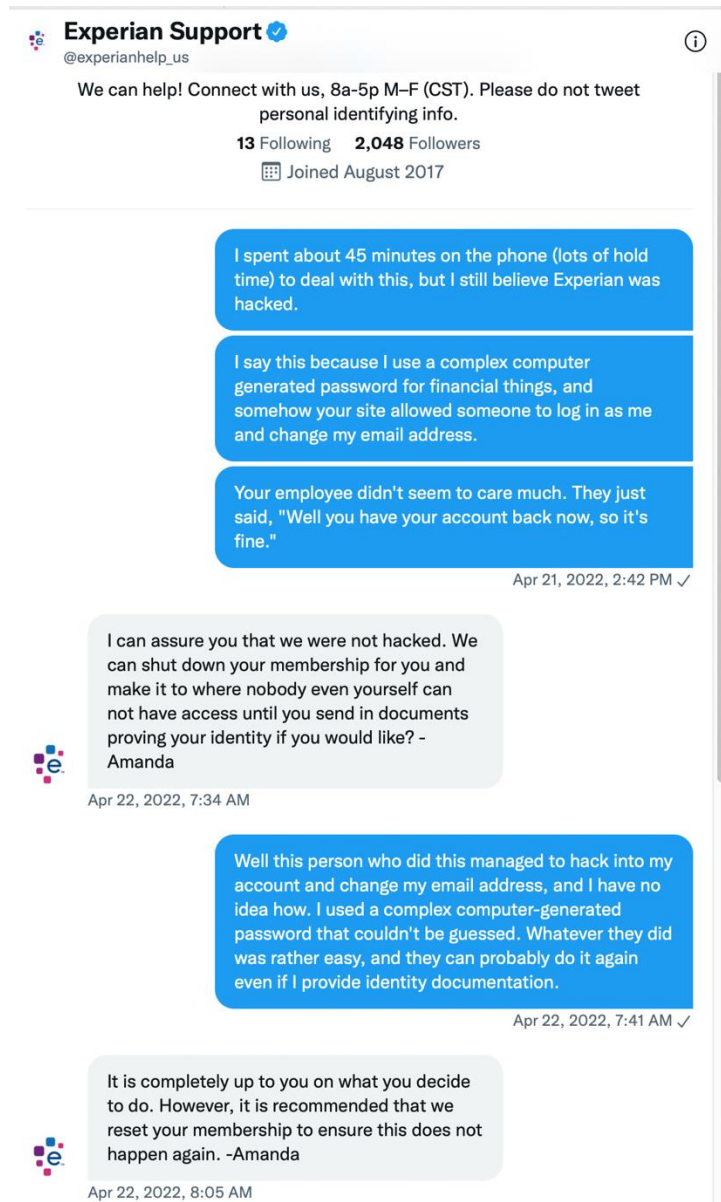 Experian Support
@experianhelp_us
We can help! Connect with us, 8a-5p M–F (CST). Please do not tweet
personal identifying info.
13 Following 2,048 Followers
Joined August 2017
I spent about 45 minutes on the phone (lots of hold
time) to deal with this, but I still believe Experian was
hacked.
I say this because I use a complex computer
generated password for financial things, and
somehow your site allowed someone to log in as me
and change my email address.
Your employee didn't seem to care much. They just
said, "Well you have your account back now, so it's
fine."
Apr 21, 2022, 2:42 PM ✓
I can assure you that we were not hacked. We
can shut down your membership for you and
make it to where nobody even yourself can
not have access until you send in documents
proving your identity if you would like? -
Amanda
Apr 22, 2022, 7:34 AM
Well this person who did this managed to hack into my
account and change my email address, and I have no
idea how. I used a complex computer-generated
password that couldn't be guessed. Whatever they did
was rather easy, and they can probably do it again
even if I provide identity documentation.
Apr 22, 2022, 7:41 AM ✓
It is completely up to you on what you decide
to do. However, it is recommended that we
reset your membership to ensure this does not
happen again. -Amanda
Apr 22, 2022, 8:05 AM